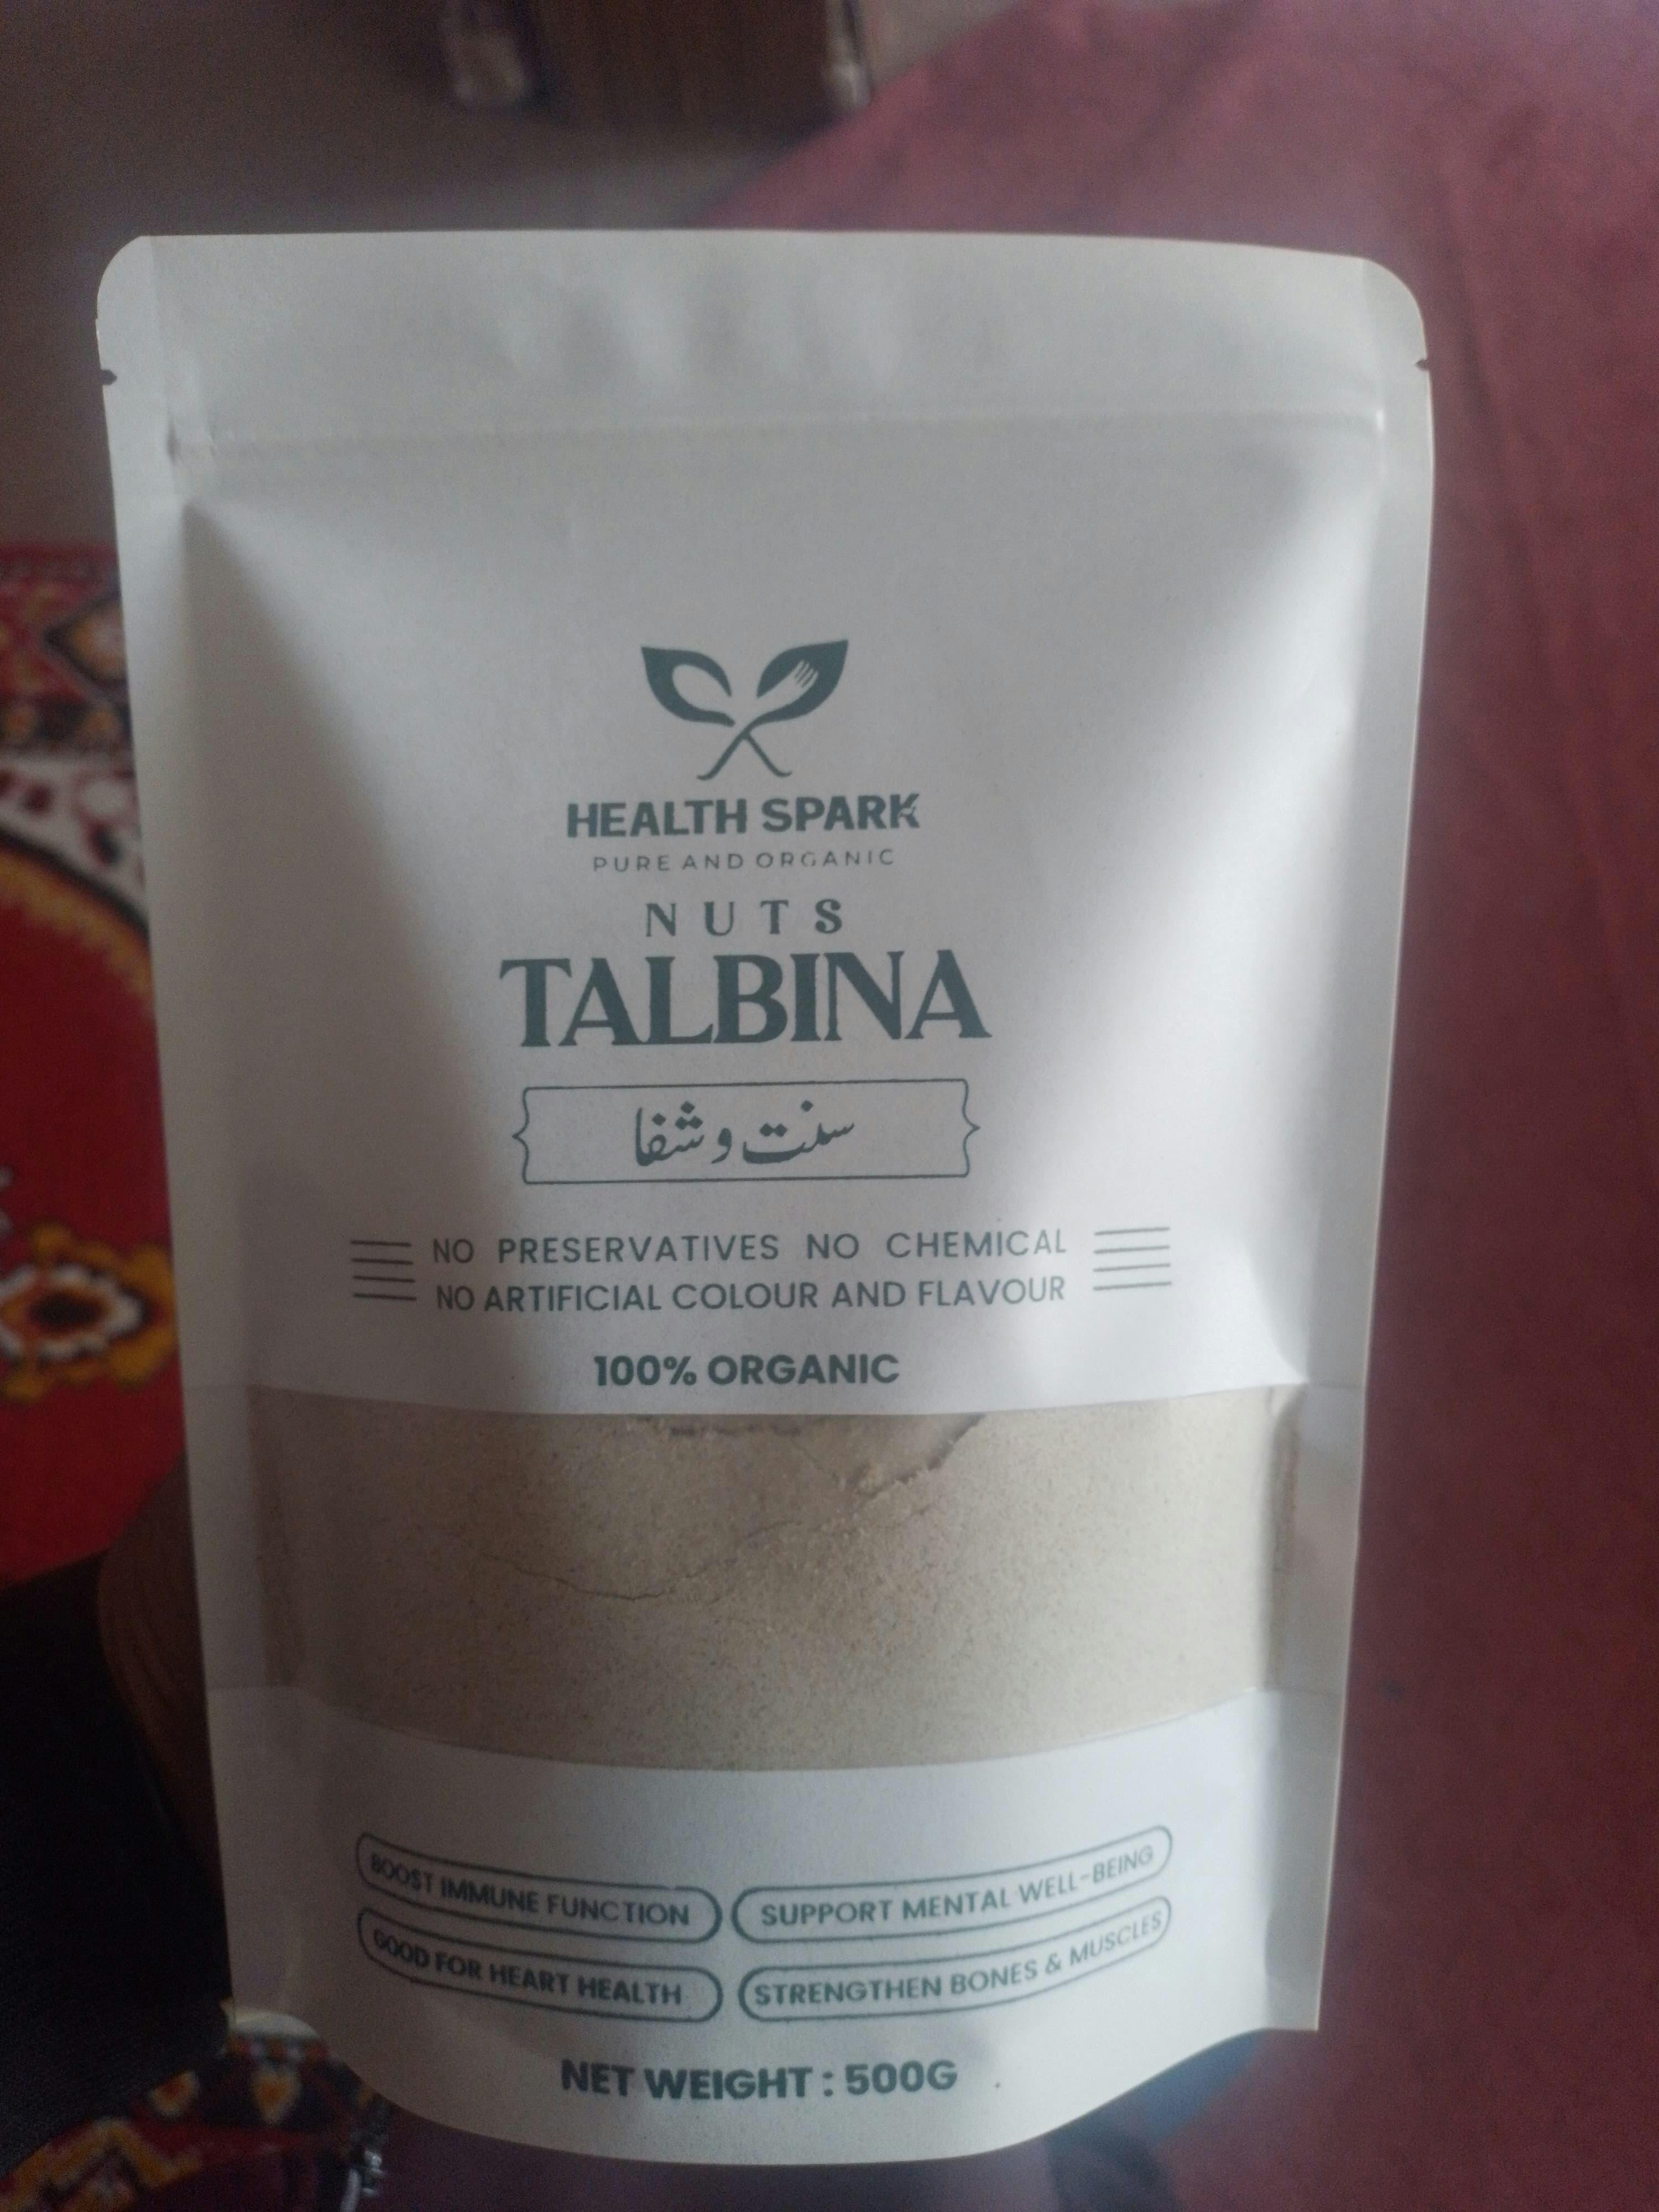 HEALTH SPARK
PURE AND ORGANIC
NUTS
TALBINA
سنت و شفا
NO PRESERVATIVES NO CHEMICAL
NO ARTIFICIAL COLOUR AND FLAVOUR
100% ORGANIC
BOOST IMMUNE FUNCTION
SUPPORT MENTAL WELL-BEING
GOOD FOR HEART HEALTH
STRENGTHEN BONES & MUSCLES
NET WEIGHT : 500G